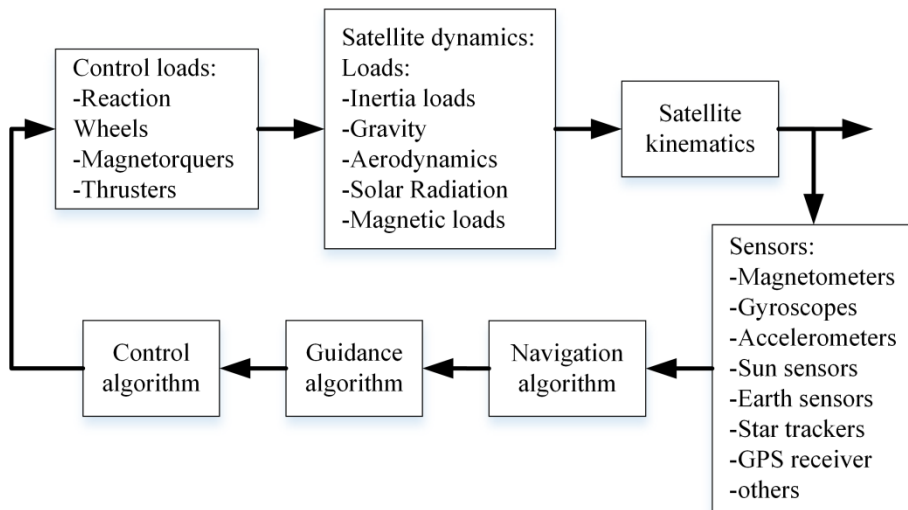 Control loads:
-Reaction
Wheels
-Magnetorquers
-Thrusters
Satellite dynamics:
Loads:
-Inertia loads
-Gravity
-Aerodynamics
-Solar Radiation
-Magnetic loads
Satellite
kinematics
Sensors:
-Magnetometers
-Gyroscopes
-Accelerometers
-Sun sensors
-Earth sensors
-Star trackers
-GPS receiver
-others
Navigation
algorithm
Guidance
algorithm
Control
algorithm